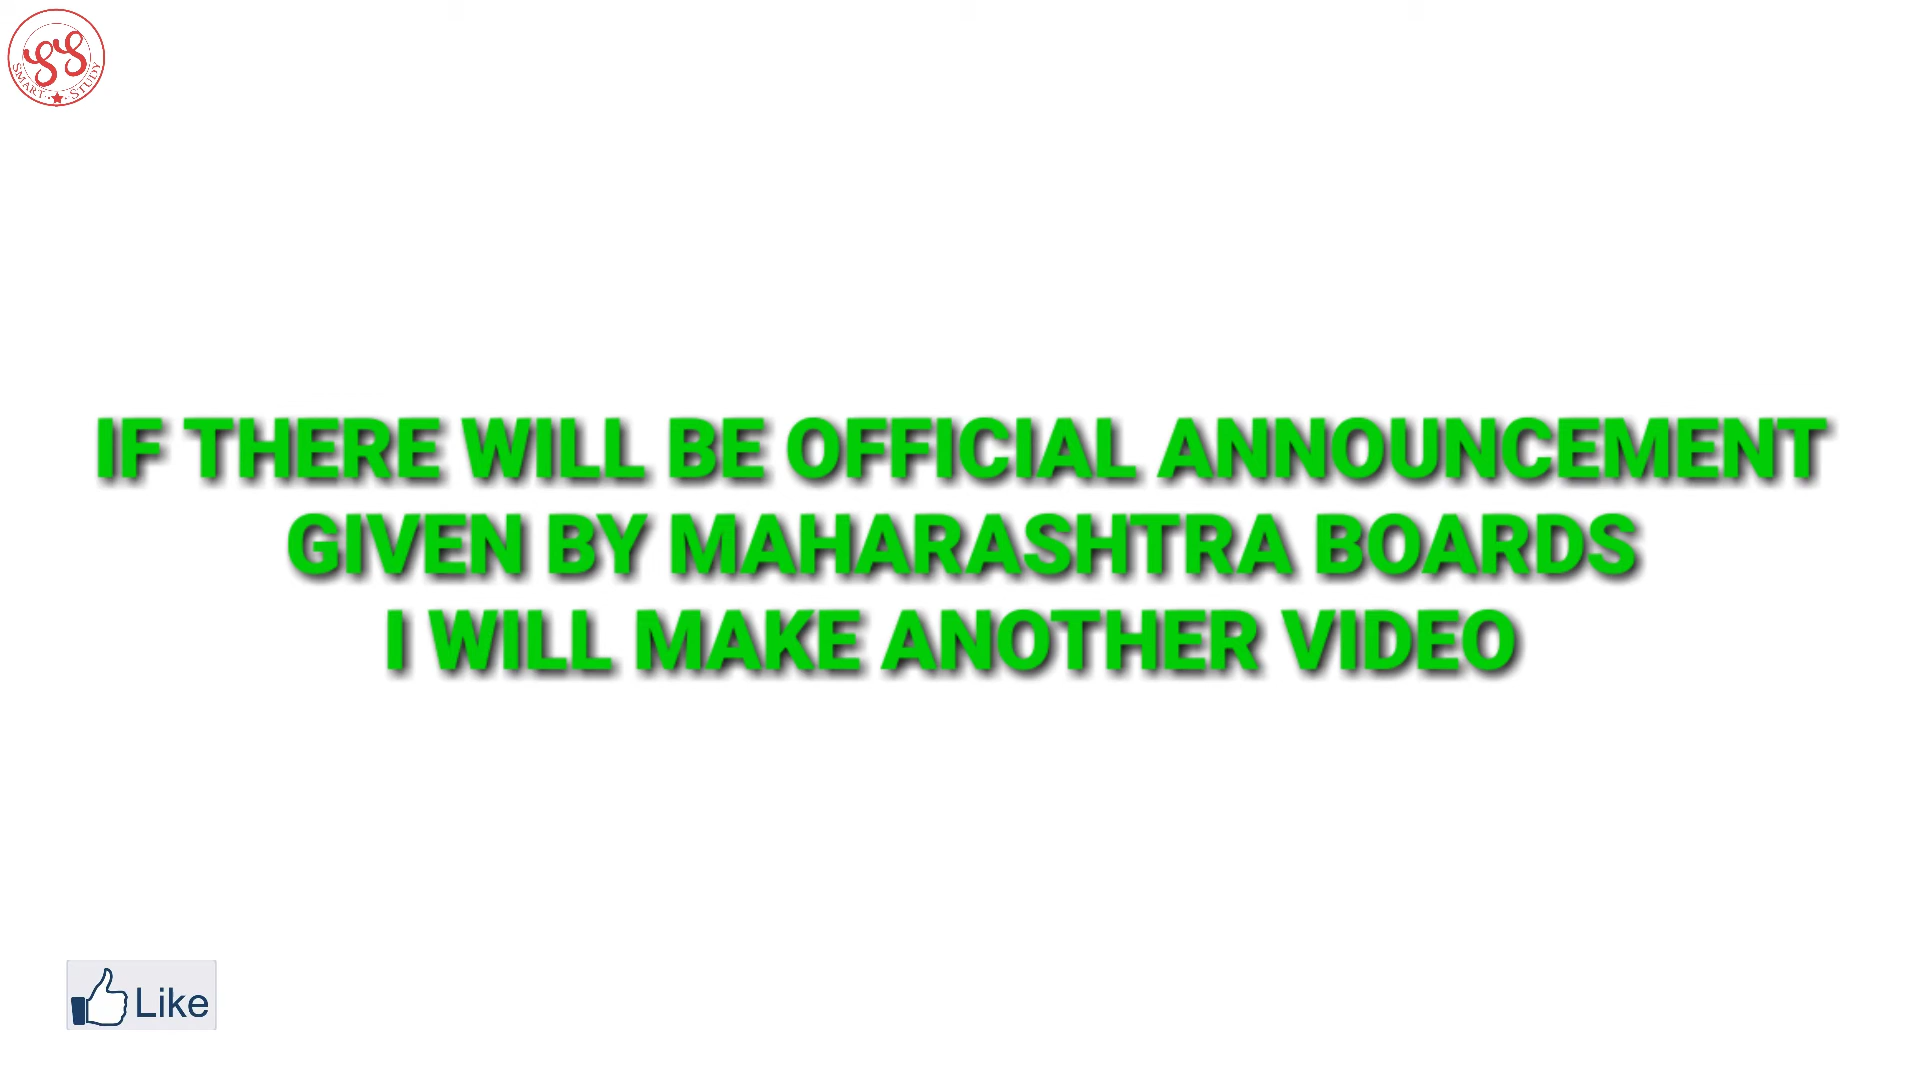 SMART STUDY
IF THERE WILL BE OFFICIAL ANNOUNCEMENT
GIVEN BY MAHARASHTRA BOARDS
I WILL MAKE ANOTHER VIDEO
Like